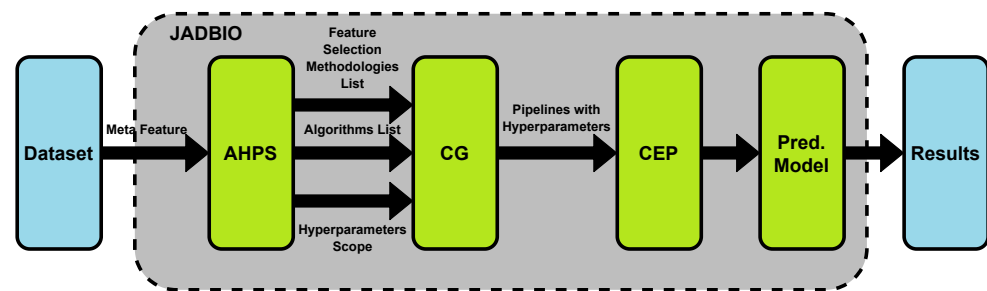 JADBIO
Dataset
Meta Feature
AHPS
Feature
Selection
Methodologies
List
Algorithms List
Hyperparameters
Scope
CG
Pipelines with
Hyperparameters
CEP
Pred.
Model
Results